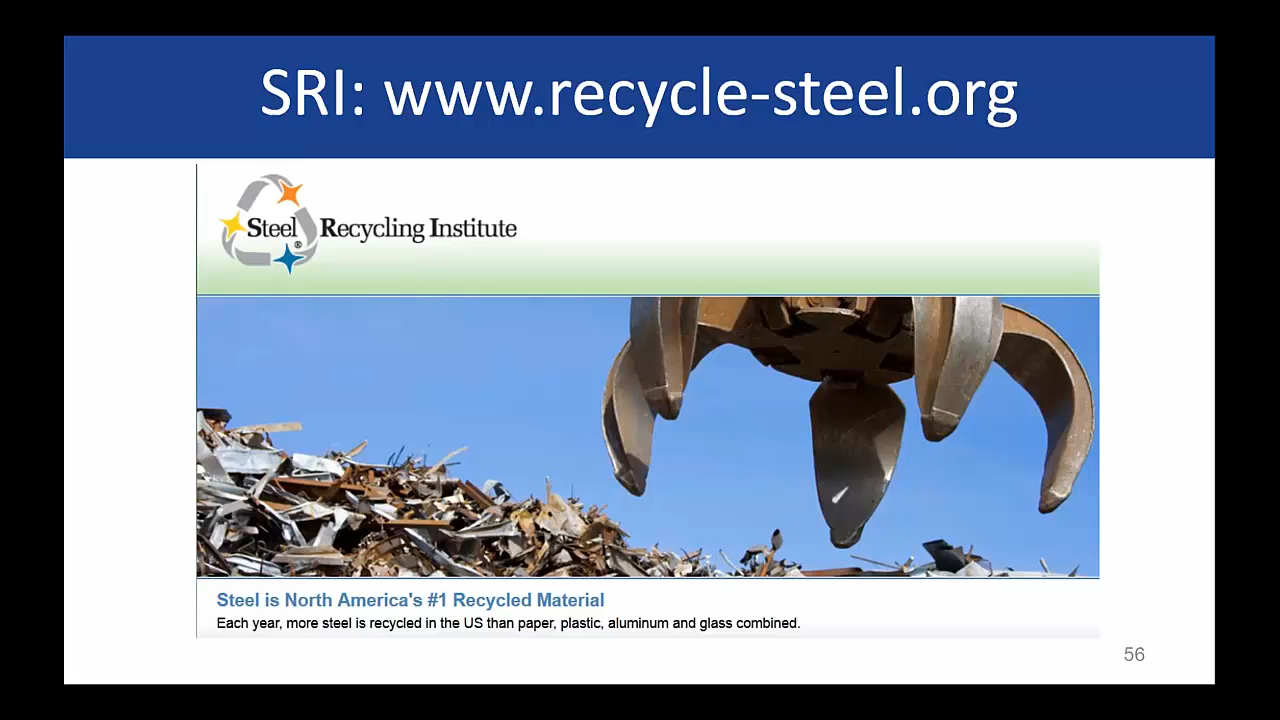 SRI: www.recycle-steel.org
Steel Recycling Institute
®
Steel is North America's #1 Recycled Material
Each year, more steel is recycled in the US than paper, plastic, aluminum and glass combined.
56